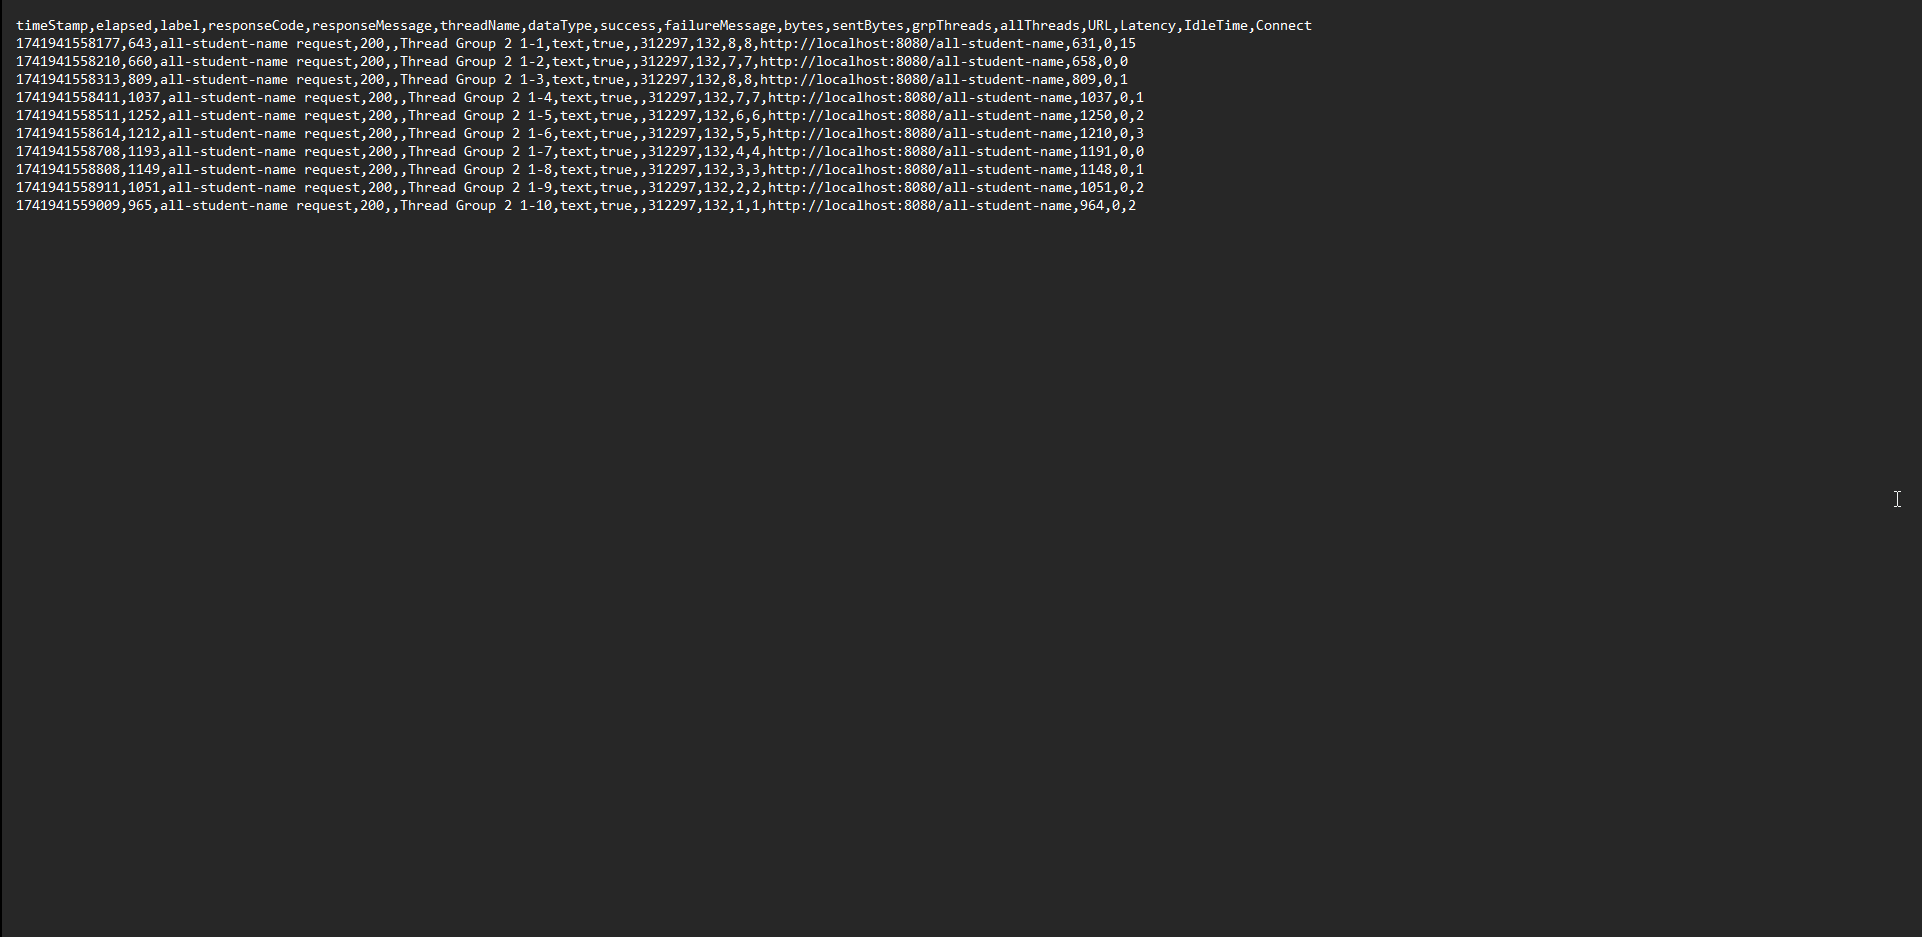 timeStamp,elapsed,label,responseCode,responseMessage,threadName,dataType,success,failureMessage,bytes,sentBytes,grpThreads,allThreads,URL,Latency,IdleTime,Connect
1741941558177,643,all-student-name request,200,,Thread Group 2 1-1,text,true,,312297,132,8,8,http://localhost:8080/all-student-name,631,0,15
1741941558210,660,all-student-name request,200,,Thread Group 2 1-2,text,true,,312297,132,7,7,http://localhost:8080/all-student-name,658,0,0
1741941558313,809,all-student-name request,200,,Thread Group 2 1-3,text,true,,312297,132,8,8,http://localhost:8080/all-student-name,809,0,1
1741941558411,1037,all-student-name request,200,,Thread Group 2 1-4,text,true,,312297,132,7,7,http://localhost:8080/all-student-name,1037,0,1
1741941558511,1252,all-student-name request,200,,Thread Group 2 1-5,text,true,,312297,132,6,6,http://localhost:8080/all-student-name,1250,0,2
1741941558614,1212,all-student-name request,200,,Thread Group 2 1-6,text,true,,312297,132,5,5,http://localhost:8080/all-student-name,1210,0,3
1741941558708,1193,all-student-name request,200,,Thread Group 2 1-7,text,true,,312297,132,4,4,http://localhost:8080/all-student-name,1191,0,0
1741941558808,1149,all-student-name request,200,,Thread Group 2 1-8,text,true,,312297,132,3,3,http://localhost:8080/all-student-name,1148,0,1
1741941558911,1051,all-student-name request,200,,Thread Group 2 1-9,text,true,,312297,132,2,2,http://localhost:8080/all-student-name,1051,0,2
1741941559009,965,all-student-name request,200,,Thread Group 2 1-10,text,true,,312297,132,1,1,http://localhost:8080/all-student-name,964,0,2